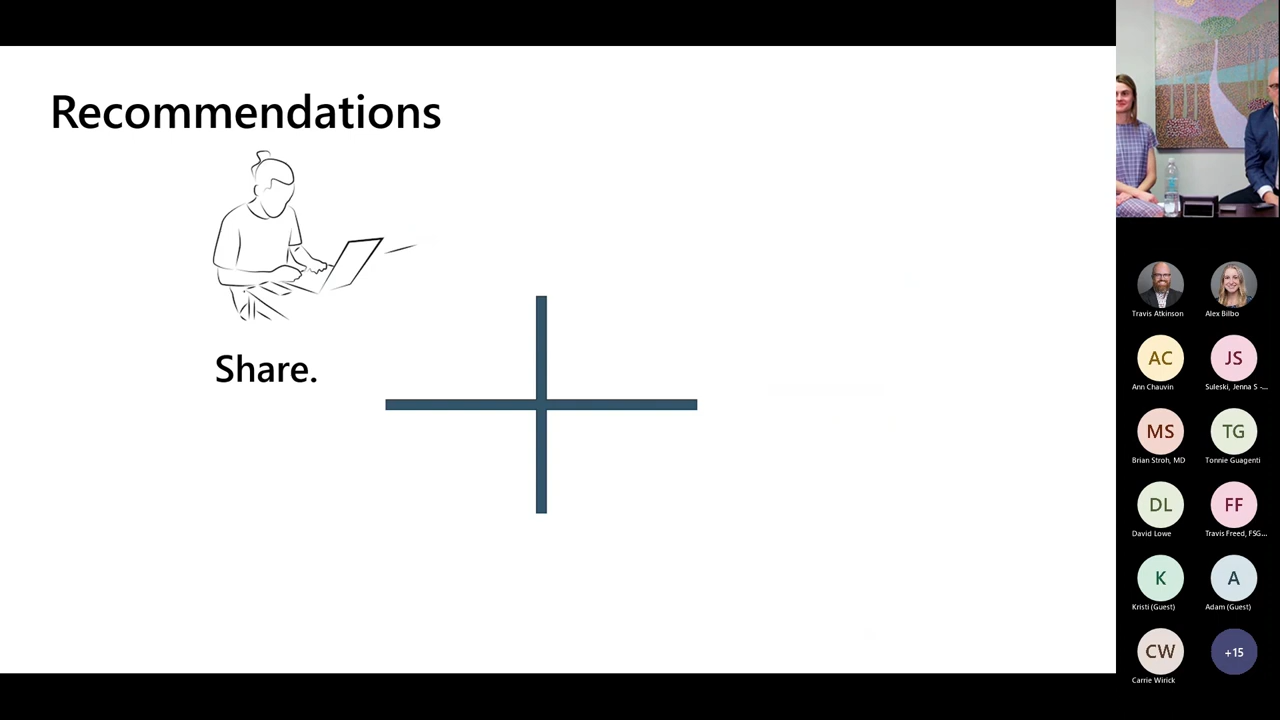 Recommendations
Share.
Travis Atkinson
Alex Bilbo
AC
JS
Ann Chauvin
Suleski, Jenna S -...
MS
TG
Brian Stroh, MD
Tonnie Guagenti
DL
FF
David Lowe
Travis Freed, FSG...
K
A
Kristi (Guest)
Adam (Guest)
CW
+15
Carrie Wirick